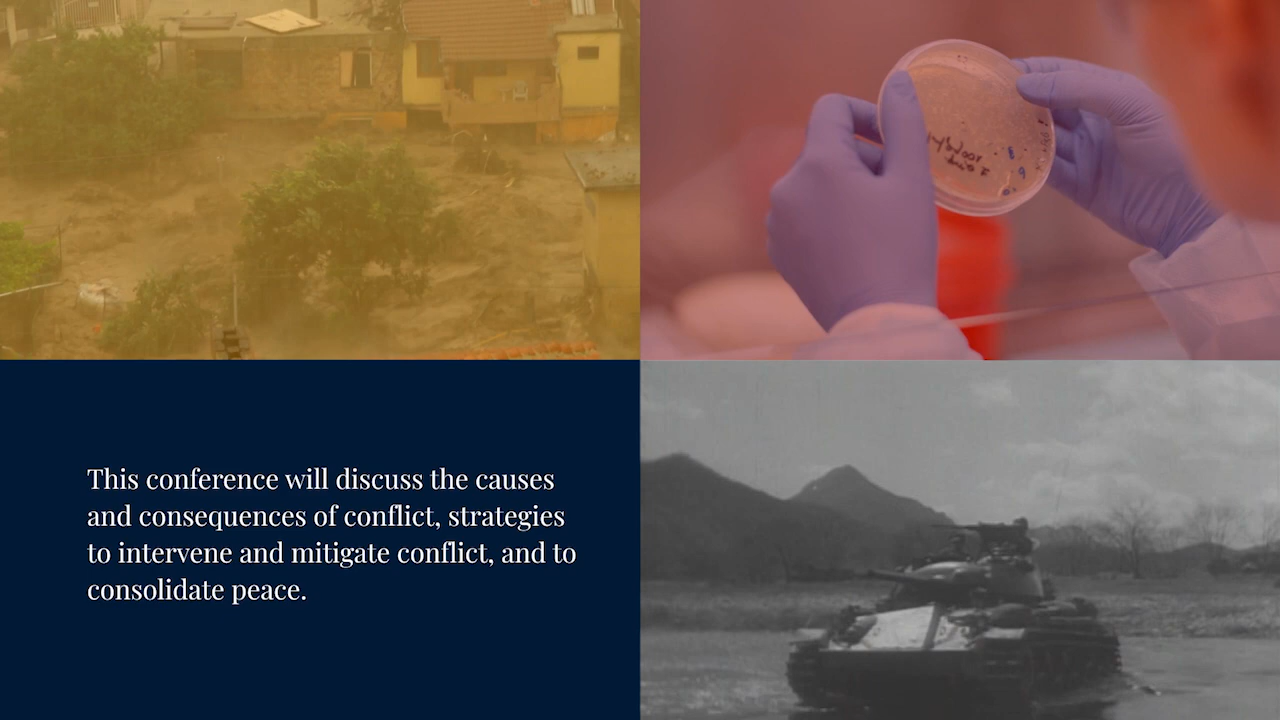 This conference will discuss the causes
and consequences of conflict, strategies
to intervene and mitigate conflict, and to
consolidate peace.